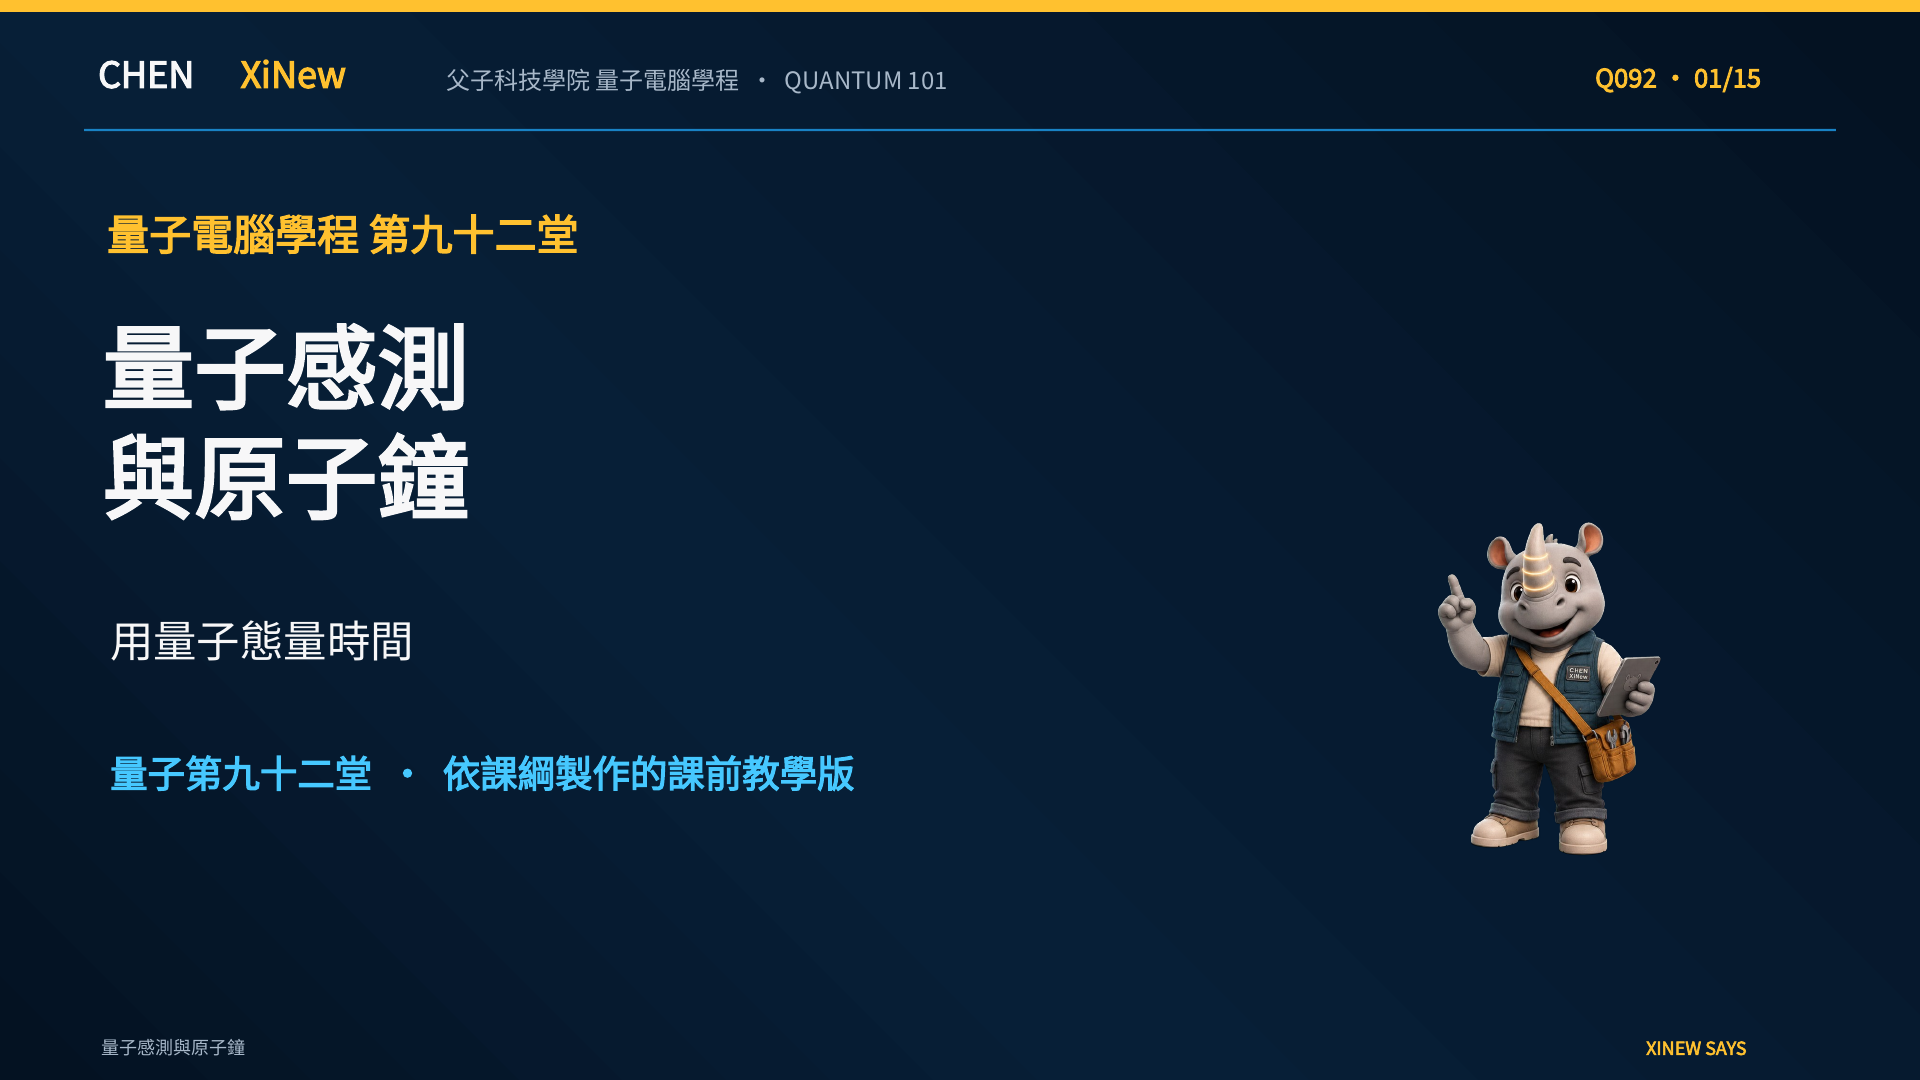 CHEN XiNew 父子科技學院 量子電腦學程 • QUANTUM 101 Q092 • 01/15
量子電腦學程 第九十二堂
量子感測
與原子鐘
用量子態量時間
量子第九十二堂 • 依課綱製作的課前教學版
CHEN
XiNew
量子感測與原子鐘 XINEW SAYS